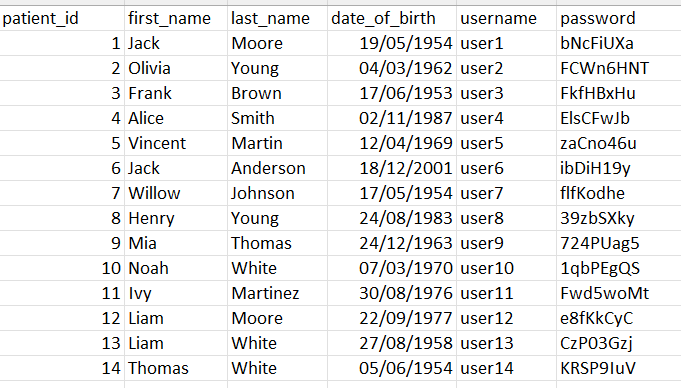 patient_id first_name last_name date_of_birth username password
1 Jack Moore 19/05/1954 user1 bNcFiUXa
2 Olivia Young 04/03/1962 user2 FCWn6HNT
3 Frank Brown 17/06/1953 user3 FkfHBxHu
4 Alice Smith 02/11/1987 user4 ElsCFwJb
5 Vincent Martin 12/04/1969 user5 zaCno46u
6 Jack Anderson 18/12/2001 user6 ibDiH19y
7 Willow Johnson 17/05/1954 user7 flfKodhe
8 Henry Young 24/08/1983 user8 39zbSXky
9 Mia Thomas 24/12/1963 user9 724PUag5
10 Noah White 07/03/1970 user10 1qbPEgQS
11 Ivy Martinez 30/08/1976 user11 Fwd5woMt
12 Liam Moore 22/09/1977 user12 e8fKkCyC
13 Liam White 27/08/1958 user13 CzP03Gzj
14 Thomas White 05/06/1954 user14 KRSP9IuV